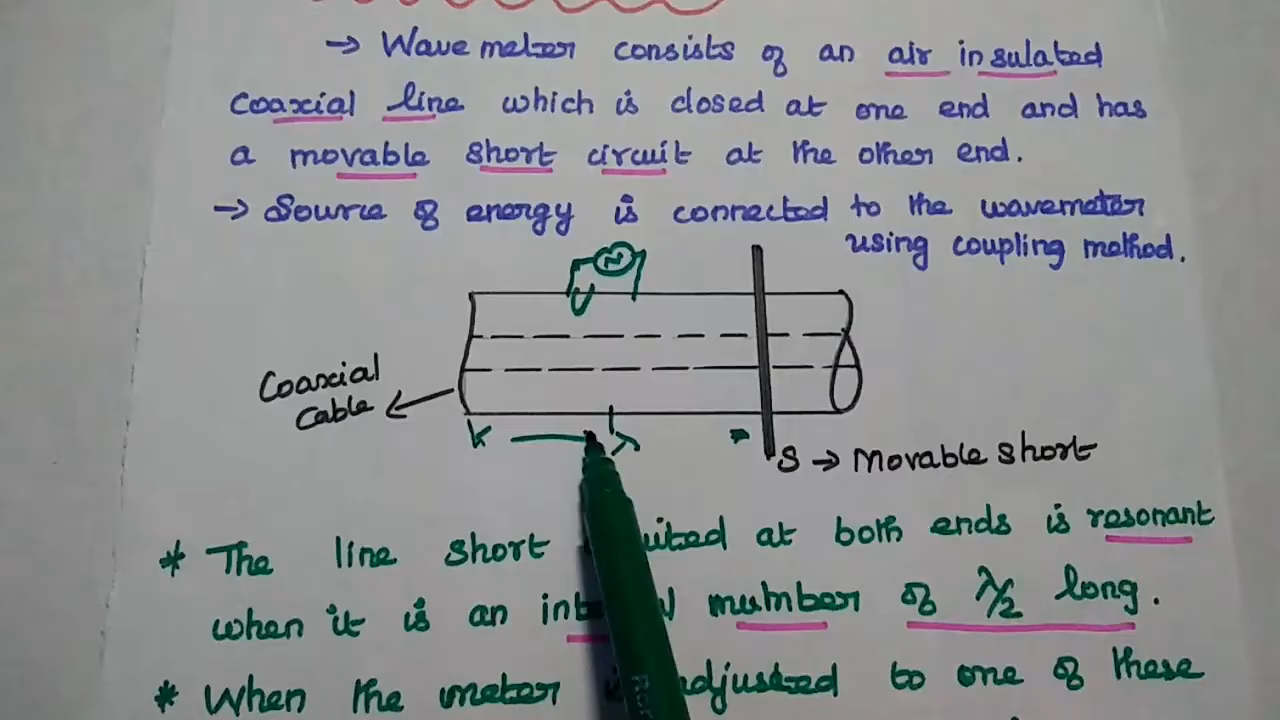 → Wavemeter consists of an air insulated
coaxial line which is closed at one end and has
a movable short circuit at the other end.
→ Source of energy is connected to the wavemeter
using coupling method.
Coaxial
Cable
S → Movable short
* The line short at both ends is resonant
when it is an number of λ/2 long.
* When the meter adjusted to one of these